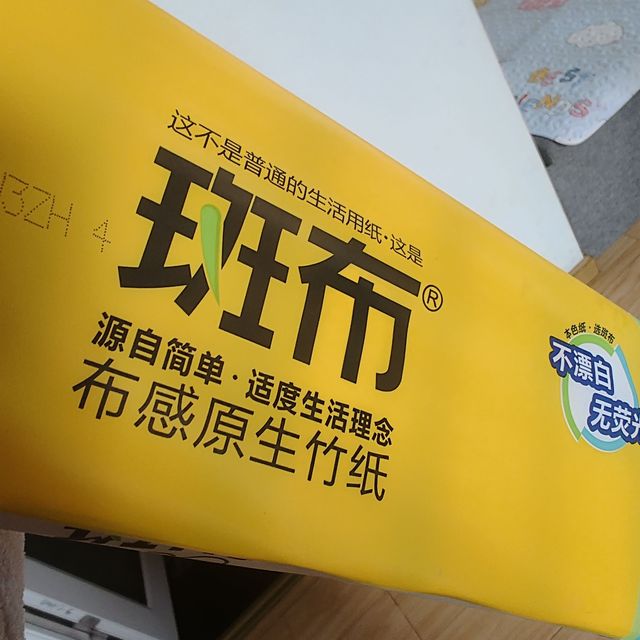 这不是普通的生活用纸·这是
斑布®
源自简单·适度生活理念
布感原生竹纸
本色纸·选斑布
不漂白
无荧光
3ZH 4